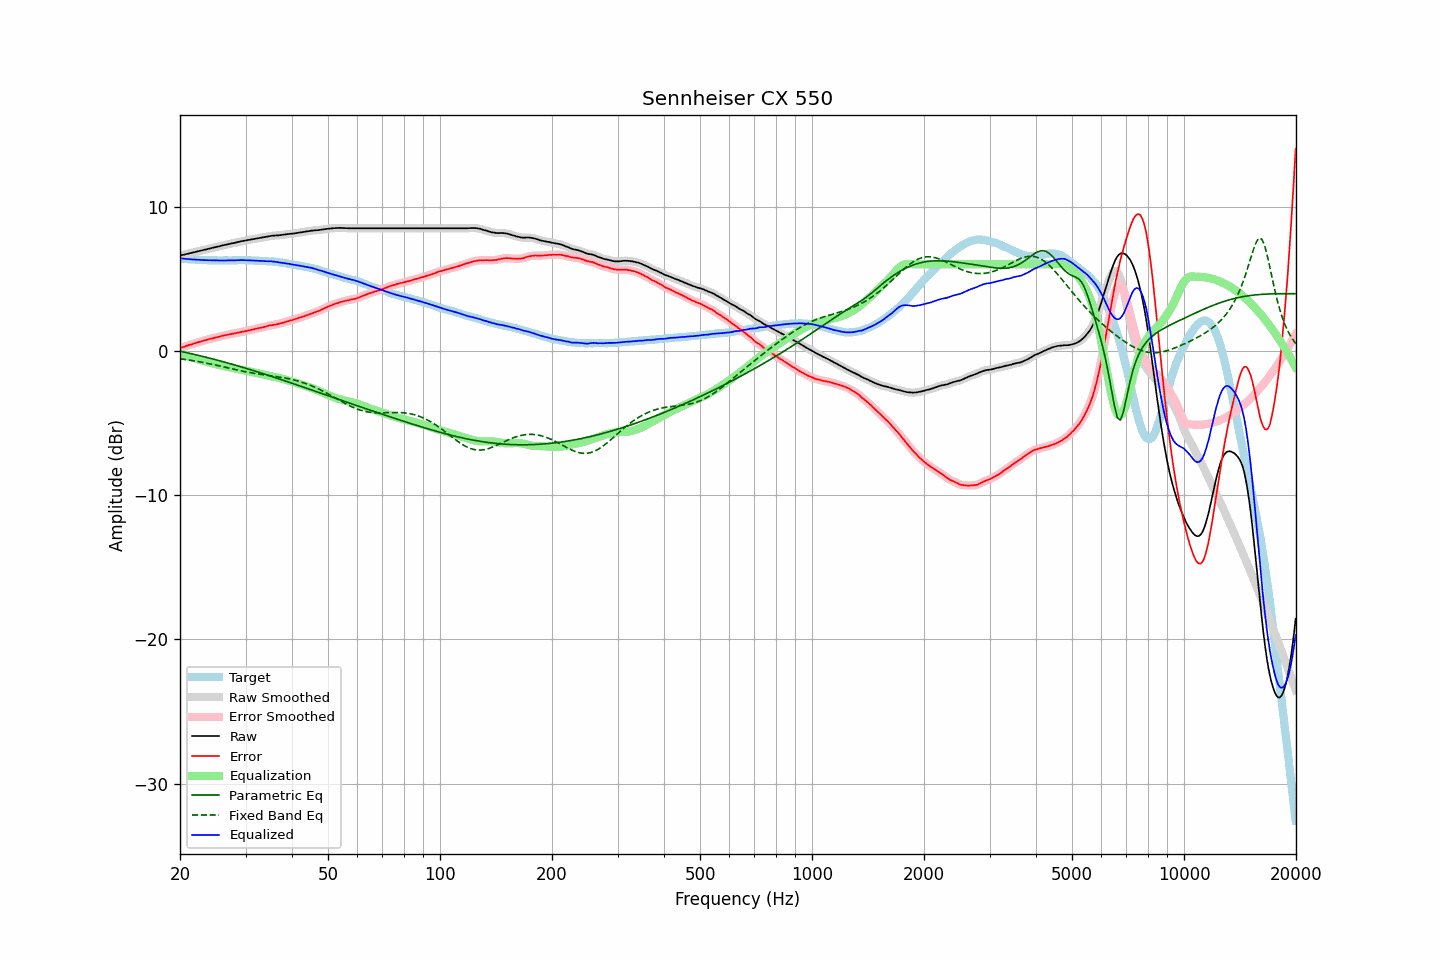 Sennheiser CX 550
Amplitude (dBr)
10
0
−10
−20
−30
Target
Raw Smoothed
Error Smoothed
Raw
Error
Equalization
Parametric Eq
Fixed Band Eq
Equalized
20 50 100 200 500 1000 2000 5000 10000 20000
Frequency (Hz)